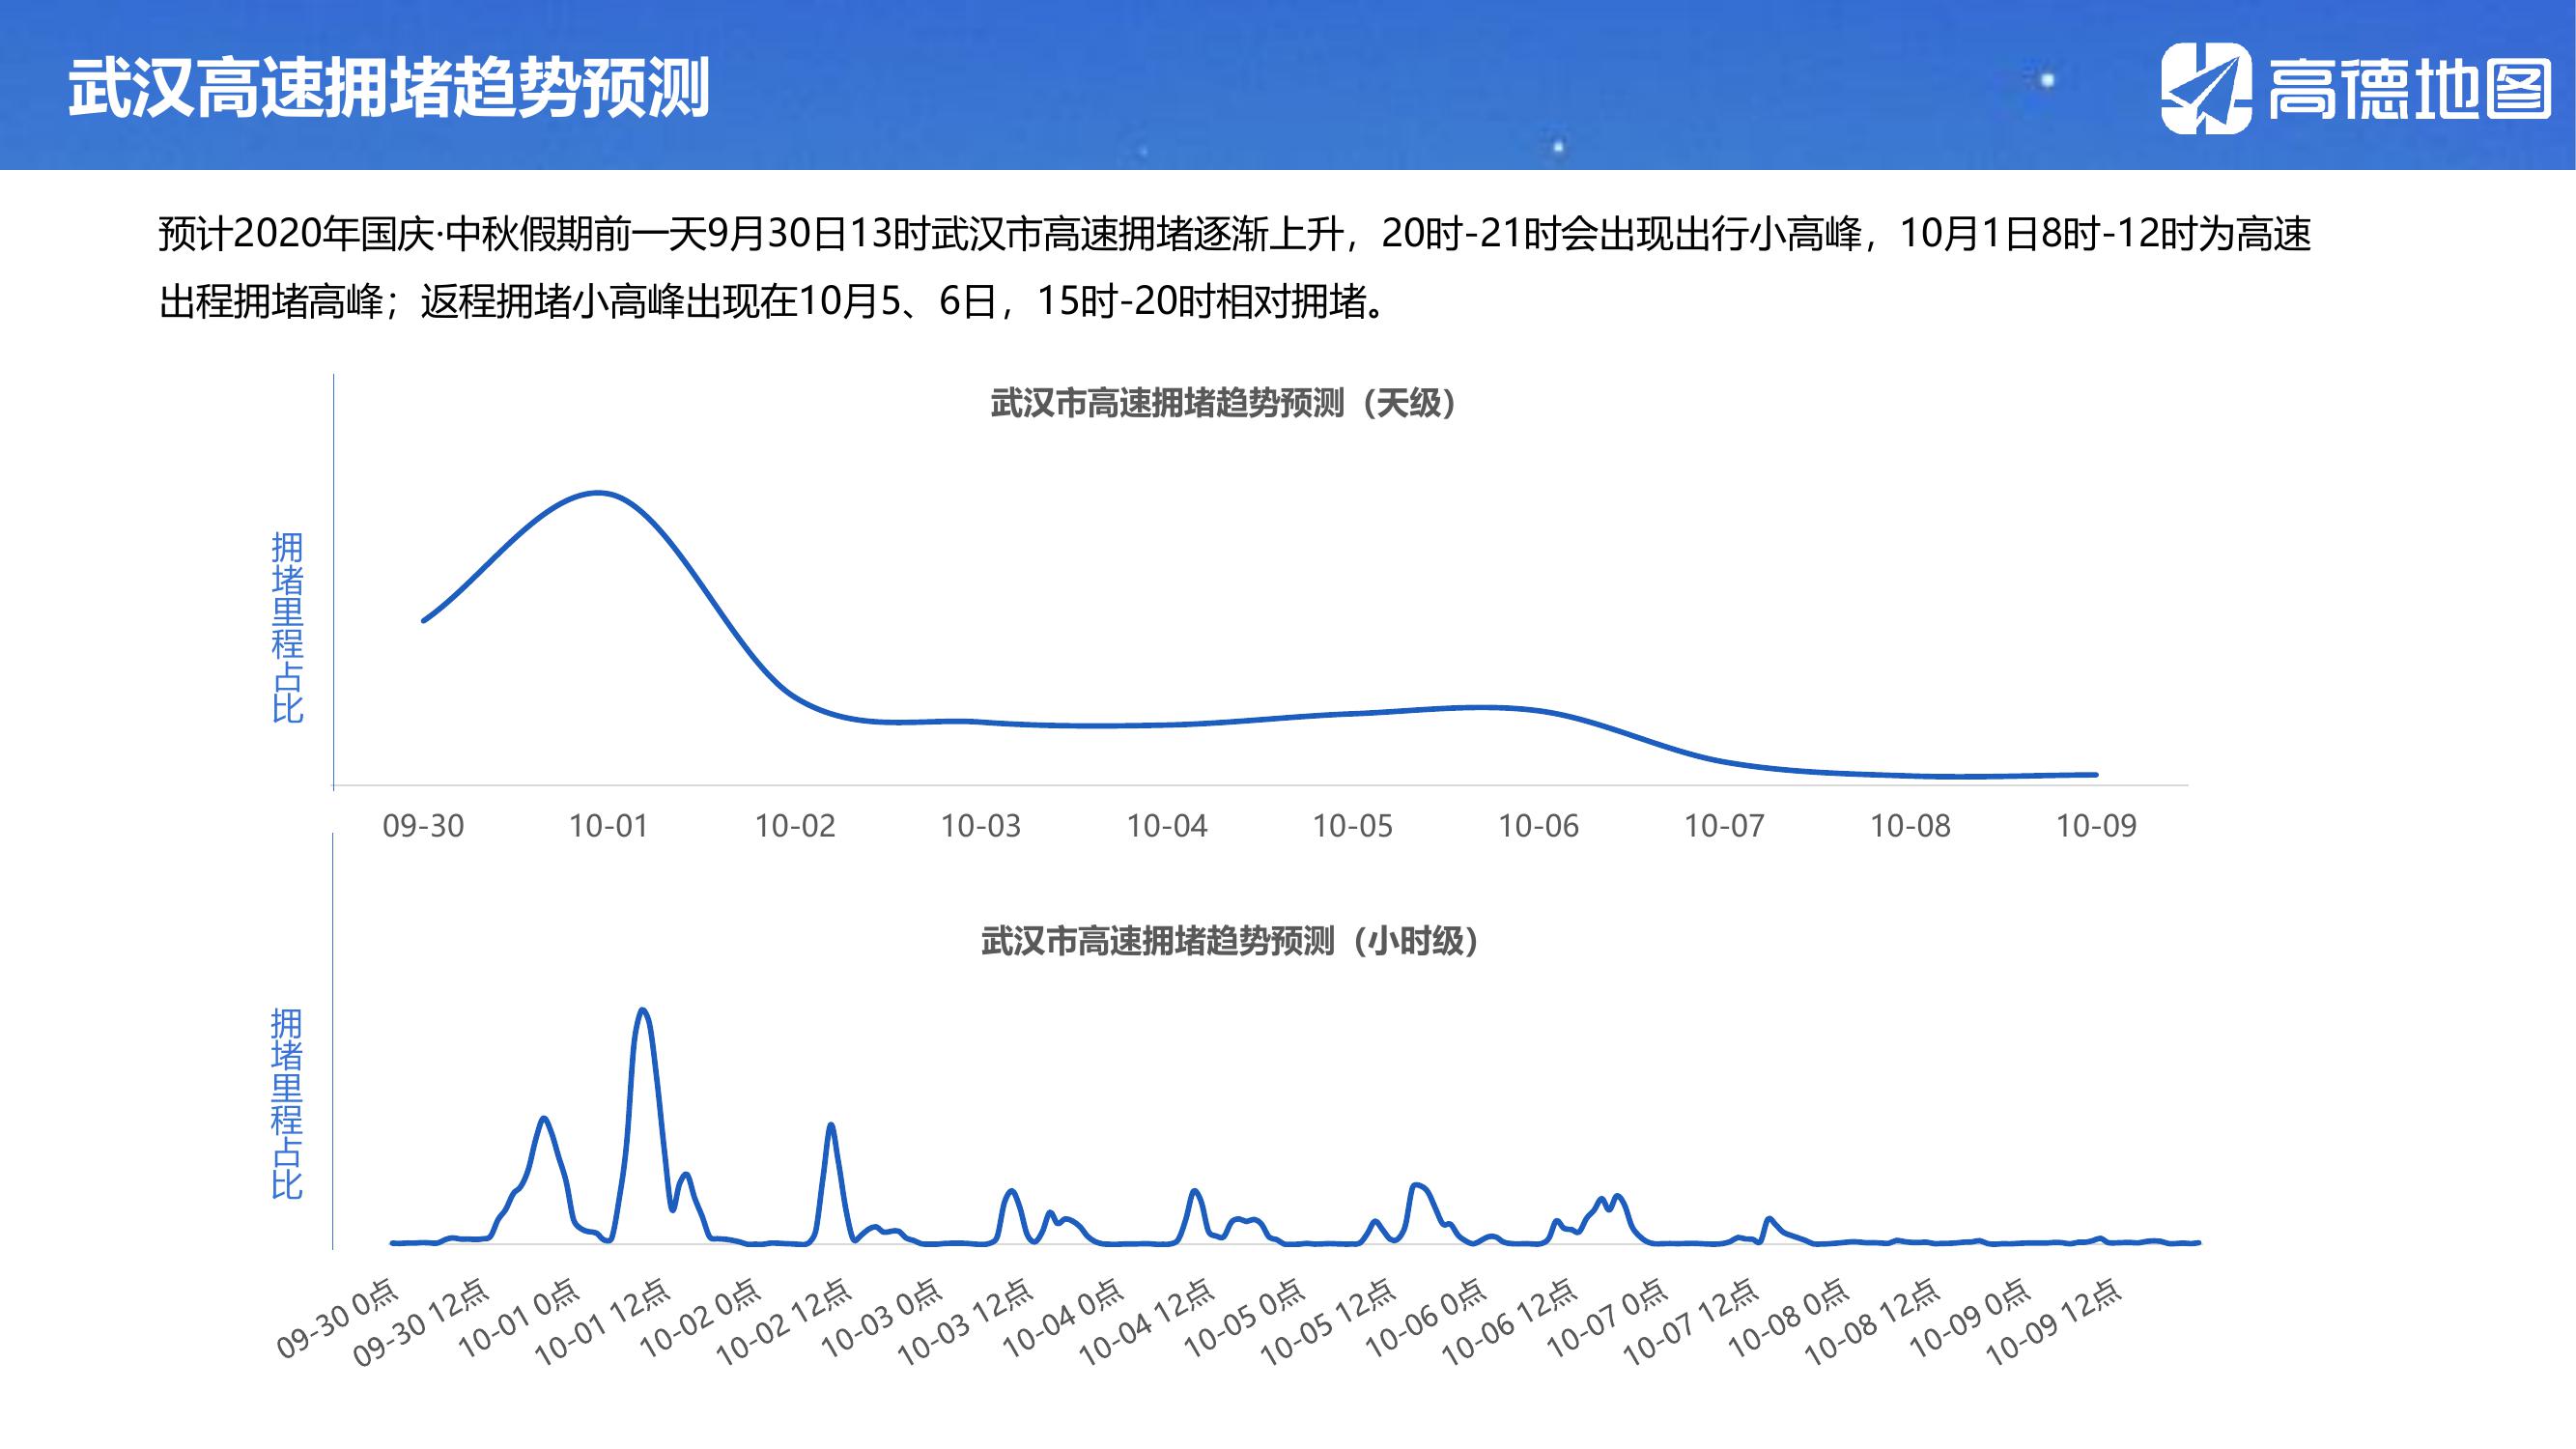 武汉高速拥堵趋势预测
高德地图
预计2020年国庆·中秋假期前一天9月30日13时武汉市高速拥堵逐渐上升，20时-21时会出现出行小高峰，10月1日8时-12时为高速
出程拥堵高峰；返程拥堵小高峰出现在10月5、6日，15时-20时相对拥堵。
武汉市高速拥堵趋势预测（天级）
拥堵里程占比
09-30 10-01 10-02 10-03 10-04 10-05 10-06 10-07 10-08 10-09
武汉市高速拥堵趋势预测（小时级）
拥堵里程占比
09-30 0点
09-30 12点
10-01 0点
10-01 12点
10-02 0点
10-02 12点
10-03 0点
10-03 12点
10-04 0点
10-04 12点
10-05 0点
10-05 12点
10-06 0点
10-06 12点
10-07 0点
10-07 12点
10-08 0点
10-08 12点
10-09 0点
10-09 12点